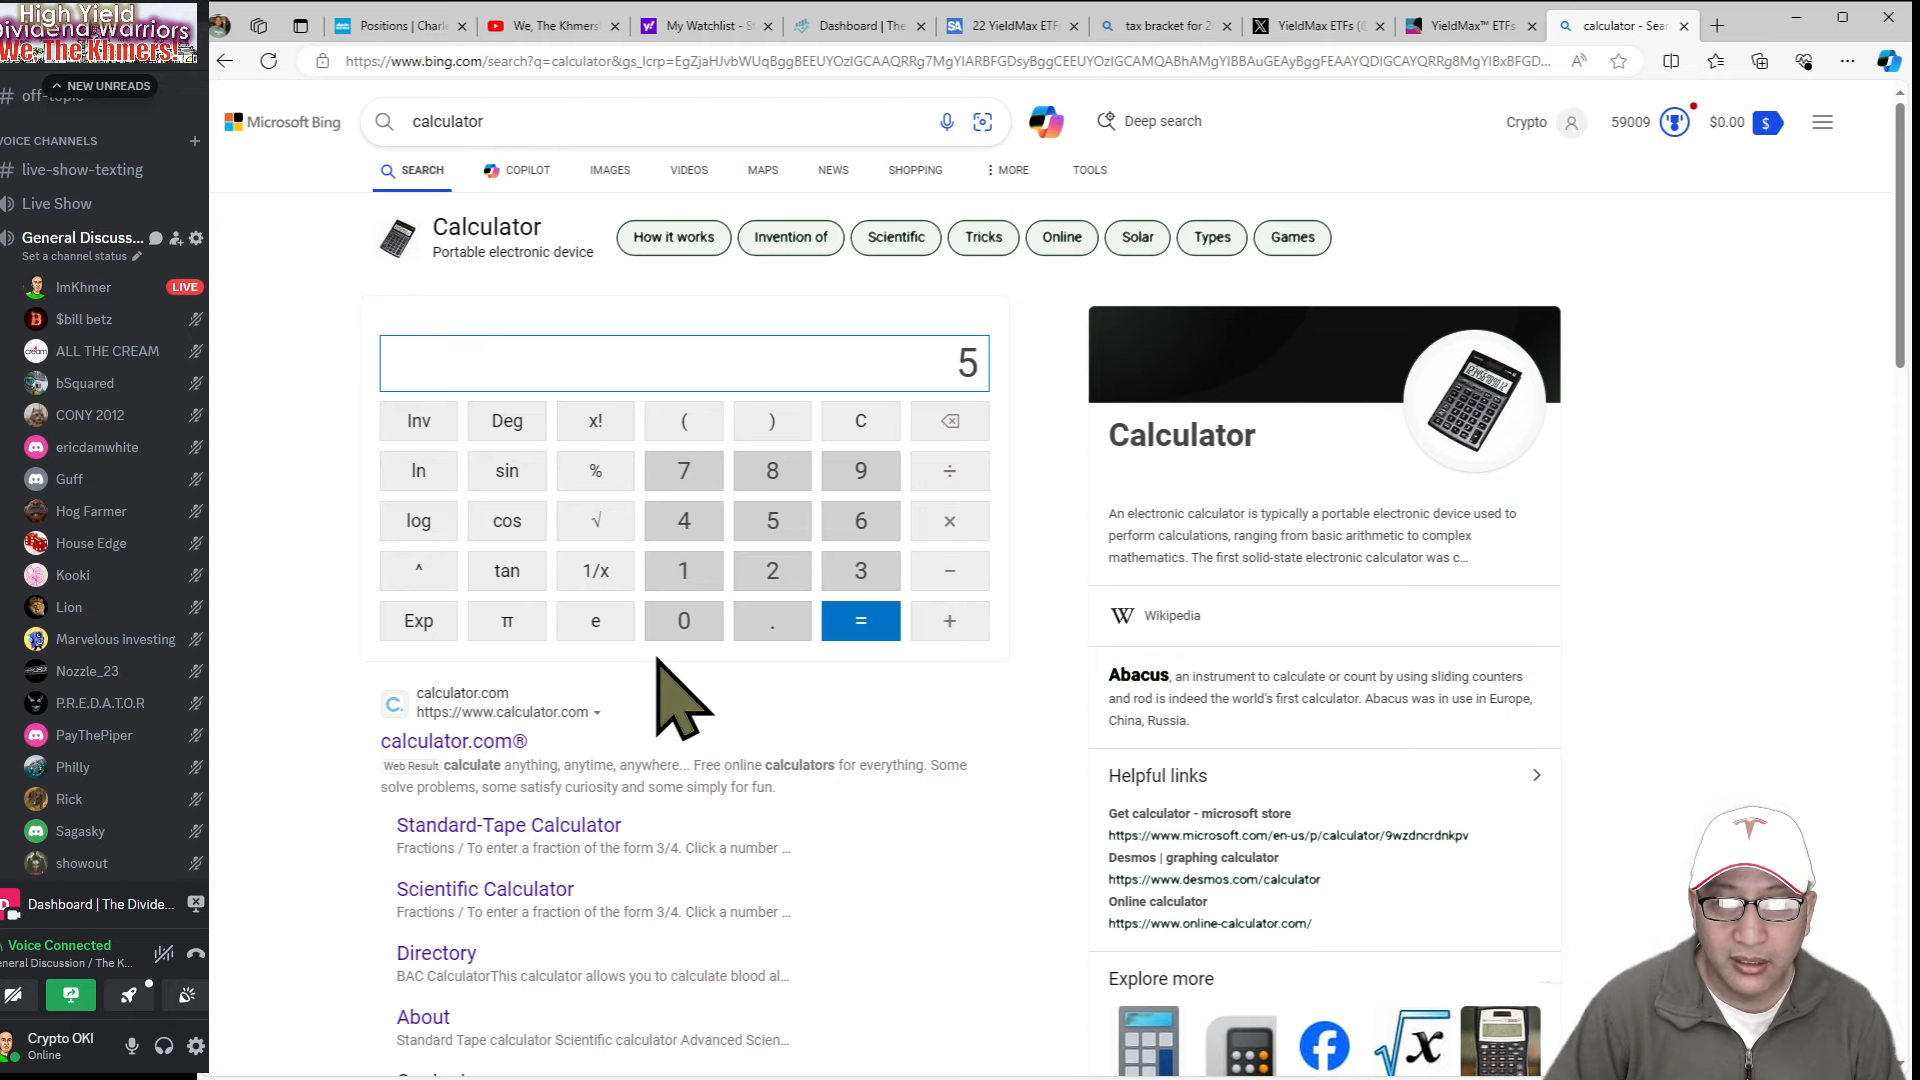 High Yield
Dividend Warriors
We The Khmers!
NEW UNREADS
VOICE CHANNELS
live-show-texting
Live Show
General Discuss...
Set a channel status
ImKhmer
LIVE
$bill betz
ALL THE CREAM
bSquared
CONY 2012
ericdamwhite
Guff
Hog Farmer
House Edge
Kooki
Lion
Marvelous investing
Nozzle_23
P.R.E.D.A.T.O.R
PayThePiper
Philly
Rick
Sagasky
showout
Dashboard | The Divide...
Voice Connected
eneral Discussion / The K...
Crypto OKI
Online
Positions | Charle
We, The Khmers
My Watchlist - S
Dashboard | The
22 YieldMax ETF
tax bracket for 2
YieldMax ETFs (
YieldMax™ ETFs
calculator - Sear
https://www.bing.com/search?q=calculator&gs_lcrp=EgZjaHJvbWUqBggBEEUYOzIGCAAQRRg7MgYIARBFGDsyBggCEEUYOzIGCAMQABhAMgYIBBAuGEAyBggFEAAYQDIGCAYQRRg8MgYIBxBFGD...
Microsoft Bing
calculator
Deep search
Crypto
59009
$0.00
$
SEARCH
COPILOT
IMAGES
VIDEOS
MAPS
NEWS
SHOPPING
MORE
TOOLS
Calculator
Portable electronic device
How it works
Invention of
Scientific
Tricks
Online
Solar
Types
Games
5
Inv Deg x! ( ) C
ln sin % 7 8 9 ÷
log cos √ 4 5 6 ×
^ tan 1/x 1 2 3 −
Exp π e 0 . = +
calculator.com
https://www.calculator.com
calculator.com®
Web Result calculate anything, anytime, anywhere... Free online calculators for everything. Some
solve problems, some satisfy curiosity and some simply for fun.
Standard-Tape Calculator
Fractions / To enter a fraction of the form 3/4. Click a number ...
Scientific Calculator
Fractions / To enter a fraction of the form 3/4. Click a number ...
Directory
BAC CalculatorThis calculator allows you to calculate blood al...
About
Standard Tape calculator Scientific calculator Advanced Scien...
Calculator
An electronic calculator is typically a portable electronic device used to
perform calculations, ranging from basic arithmetic to complex
mathematics. The first solid-state electronic calculator was c...
W Wikipedia
Abacus, an instrument to calculate or count by using sliding counters
and rod is indeed the world's first calculator. Abacus was in use in Europe,
China, Russia.
Helpful links
Get calculator - microsoft store
https://www.microsoft.com/en-us/p/calculator/9wzdncrdnkpv
Desmos | graphing calculator
https://www.desmos.com/calculator
Online calculator
https://www.online-calculator.com/
Explore more